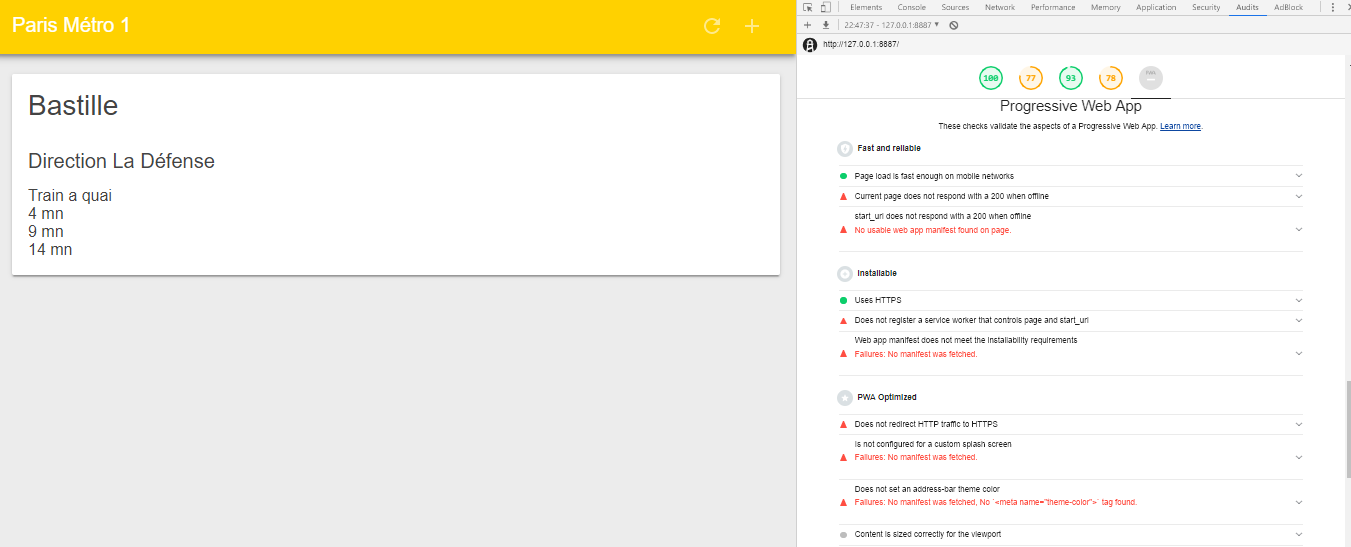 Paris Métro 1
Bastille
Direction La Défense
Train a quai
4 mn
9 mn
14 mn
Elements Console Sources Network Performance Memory Application Security Audits AdBlock
22:47:37 - 127.0.0.1:8887
http://127.0.0.1:8887/
100 77 93 78
Progressive Web App
These checks validate the aspects of a Progressive Web App. Learn more.
Fast and reliable
Page load is fast enough on mobile networks
Current page does not respond with a 200 when offline
start_url does not respond with a 200 when offline
No usable web app manifest found on page.
Installable
Uses HTTPS
Does not register a service worker that controls page and start_url
Web app manifest does not meet the installability requirements
Failures: No manifest was fetched.
PWA Optimized
Does not redirect HTTP traffic to HTTPS
Is not configured for a custom splash screen
Failures: No manifest was fetched.
Does not set an address-bar theme color
Failures: No manifest was fetched, No `<meta name="theme-color">` tag found.
Content is sized correctly for the viewport